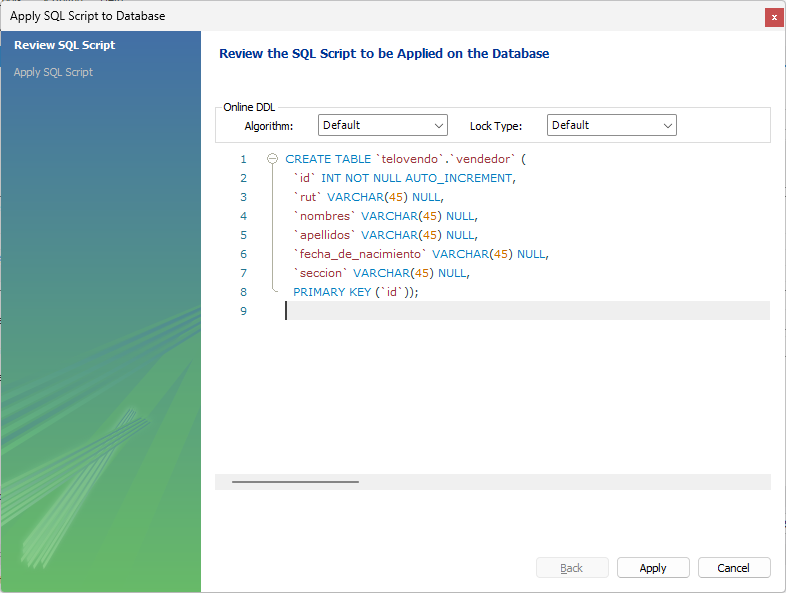 Apply SQL Script to Database
x
Review SQL Script
Apply SQL Script
Review the SQL Script to be Applied on the Database
Online DDL
Algorithm: Default Lock Type: Default
1 CREATE TABLE `telovendo`.`vendedor` (
2 `id` INT NOT NULL AUTO_INCREMENT,
3 `rut` VARCHAR(45) NULL,
4 `nombres` VARCHAR(45) NULL,
5 `apellidos` VARCHAR(45) NULL,
6 `fecha_de_nacimiento` VARCHAR(45) NULL,
7 `seccion` VARCHAR(45) NULL,
8 PRIMARY KEY (`id`));
9
Back Apply Cancel